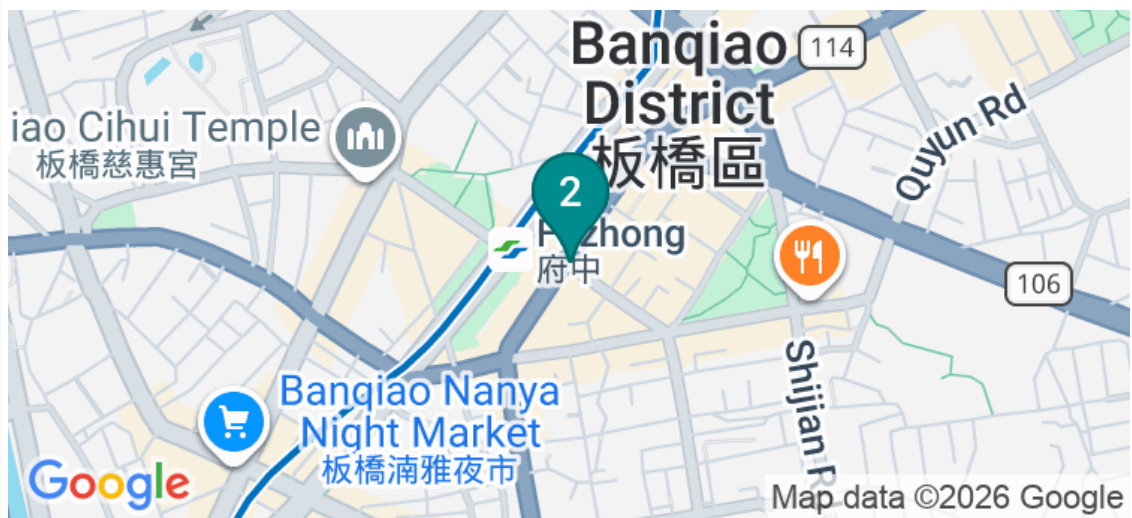 Banqiao
District
板橋區
114
Quyun Rd
iao Cihui Temple
板橋慈惠宮
2
府中
106
Banqiao Nanya
Night Market
板橋湳雅夜市
Shijian R
Google
Map data ©2026 Google